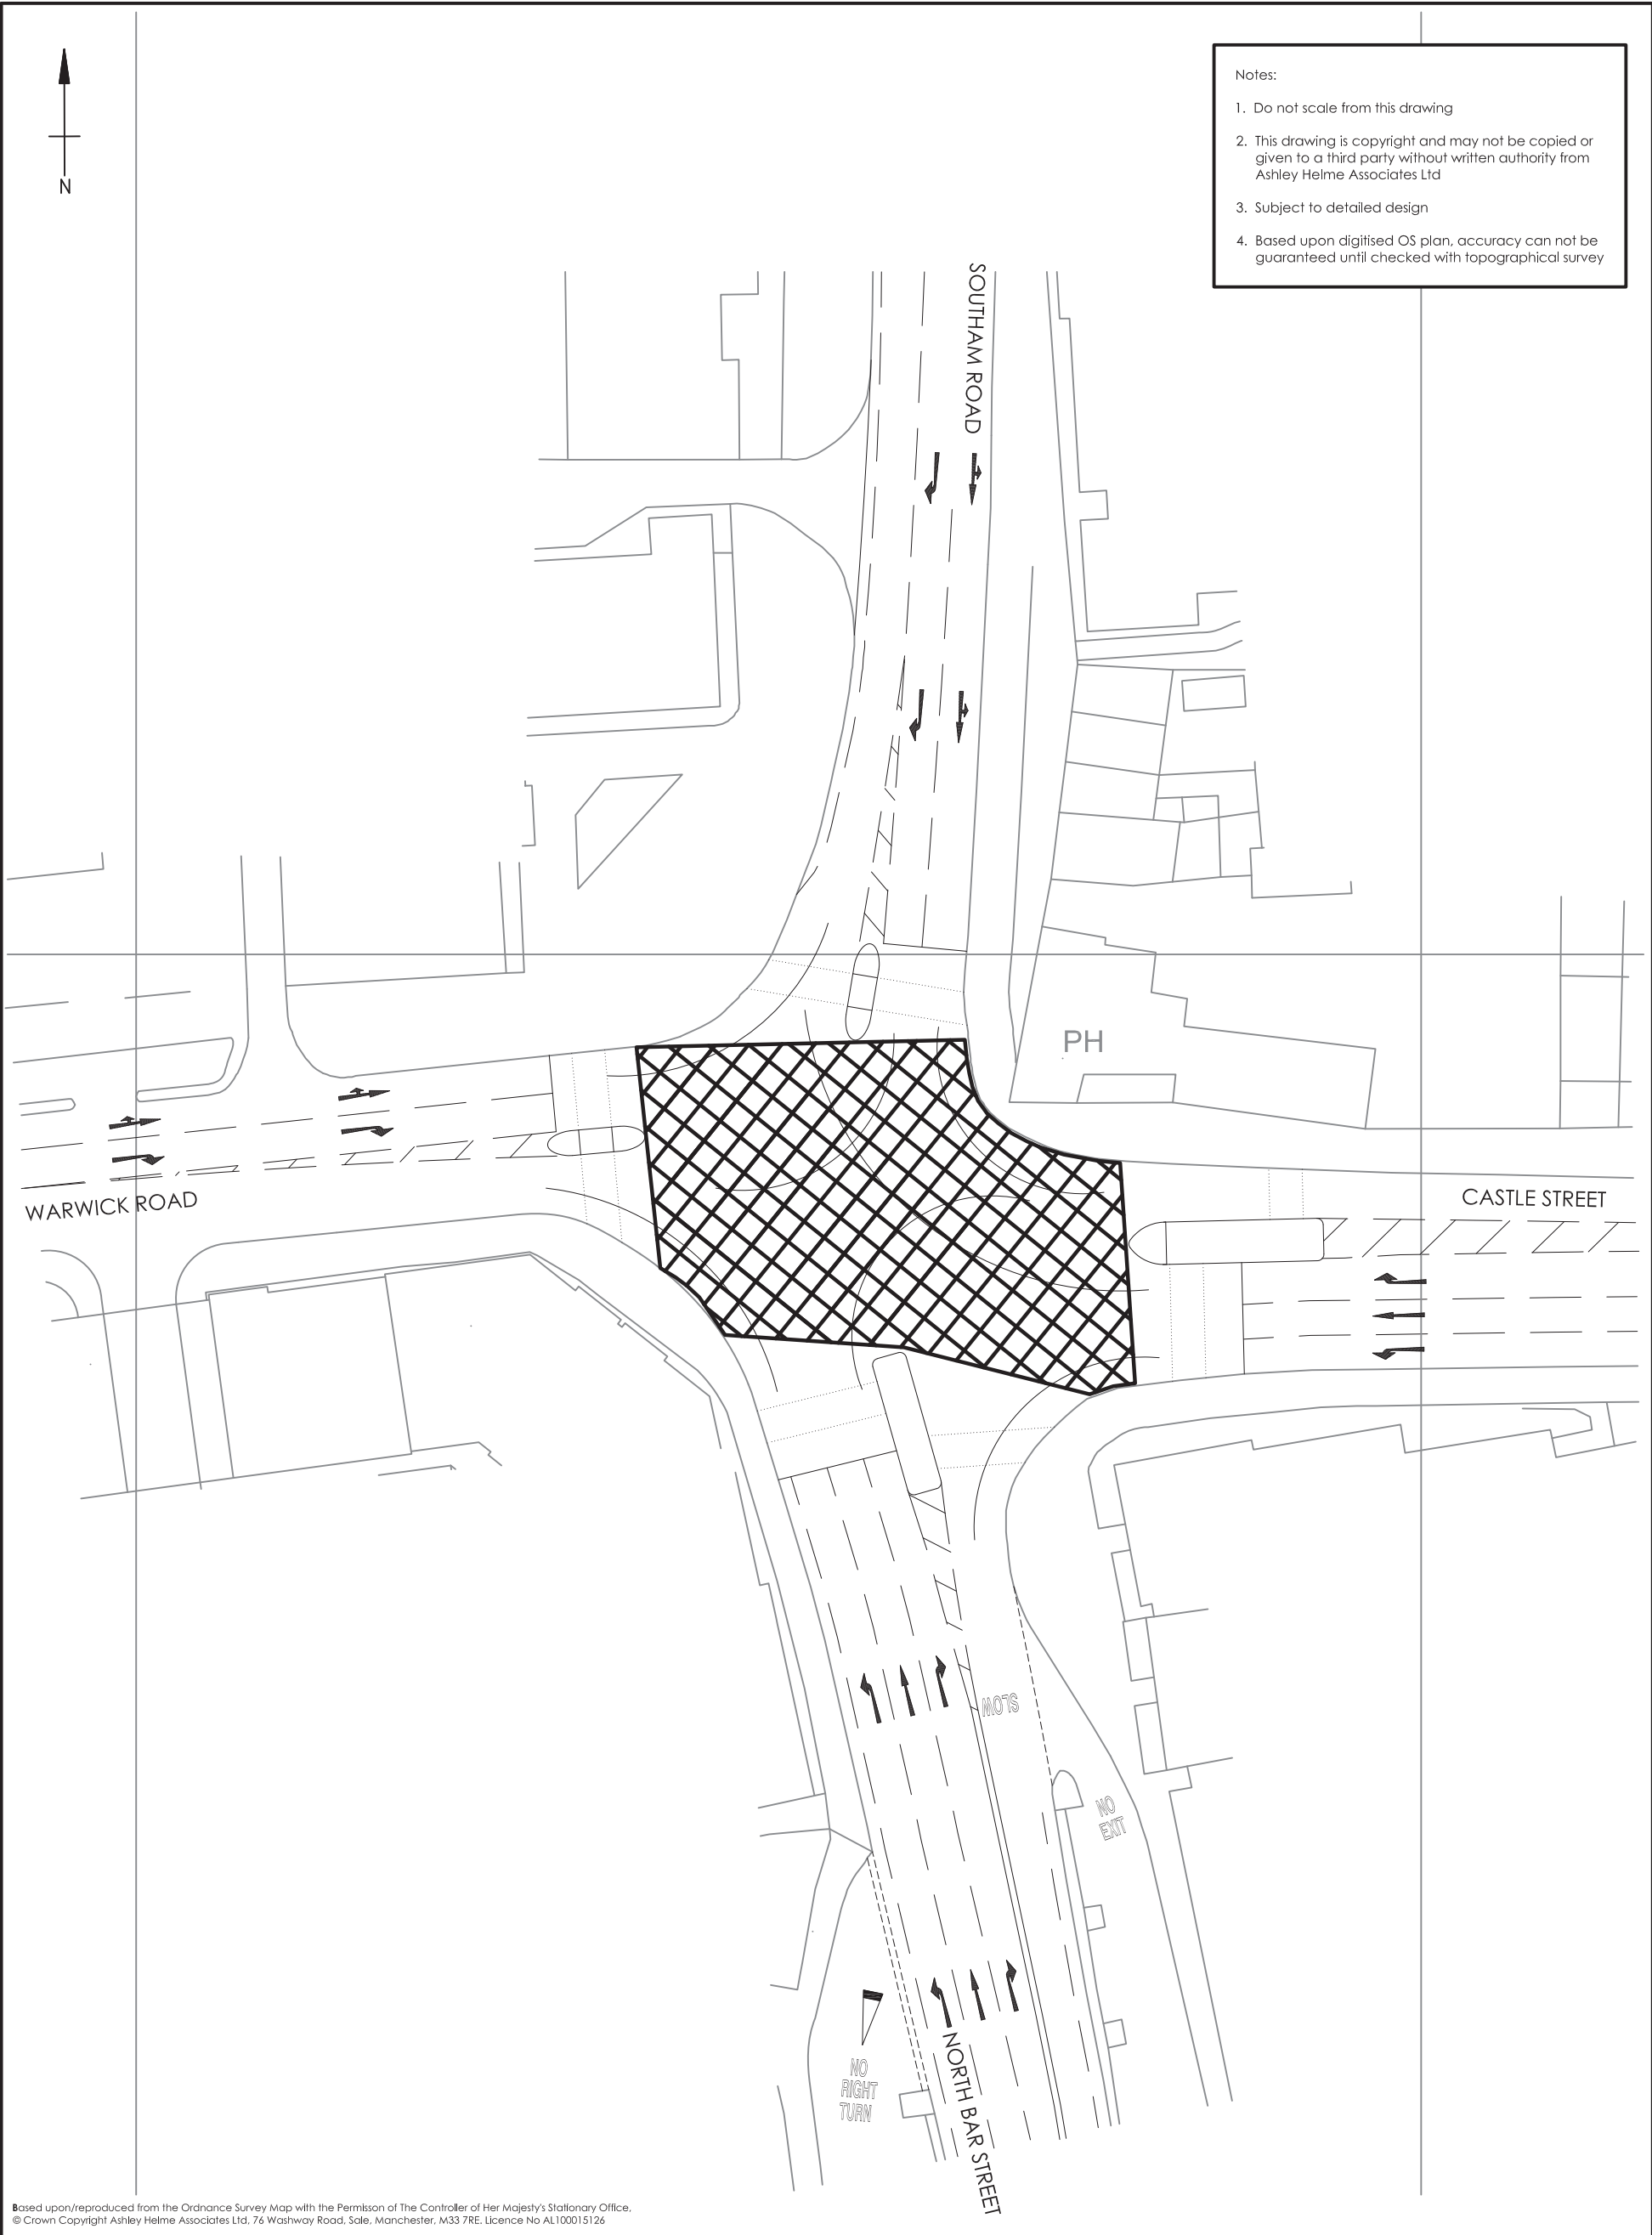 N
Notes:
1. Do not scale from this drawing
2. This drawing is copyright and may not be copied or
given to a third party without written authority from
Ashley Helme Associates Ltd
3. Subject to detailed design
4. Based upon digitised OS plan, accuracy can not be
guaranteed until checked with topographical survey
SOUTHAM ROAD
PH
WARWICK ROAD
CASTLE STREET
SLOW
NO
EXIT
NO
RIGHT
TURN
NORTH BAR STREET
Based upon/reproduced from the Ordnance Survey Map with the Permisson of The Controller of Her Majesty's Stationary Office,
© Crown Copyright Ashley Helme Associates Ltd, 76 Washway Road, Sale, Manchester, M33 7RE. Licence No AL100015126